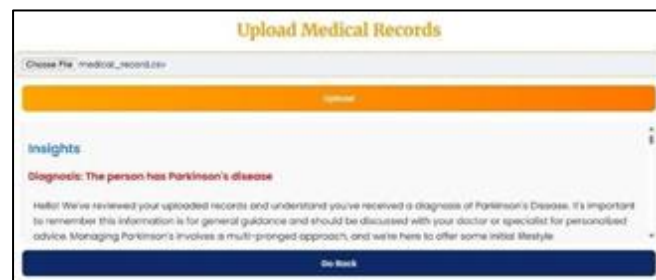 Upload Medical Records
Choose File medical_record.csv
Upload
Insights
Diagnosis: The person has Parkinson's disease
Hello! We've reviewed your uploaded records and understand you've received a diagnosis of Parkinson's Disease. It's important
to remember this information is for general guidance and should be discussed with your doctor or specialist for personalized
advice. Managing Parkinson's involves a multi-pronged approach, and we're here to offer some initial lifestyle
Go Back